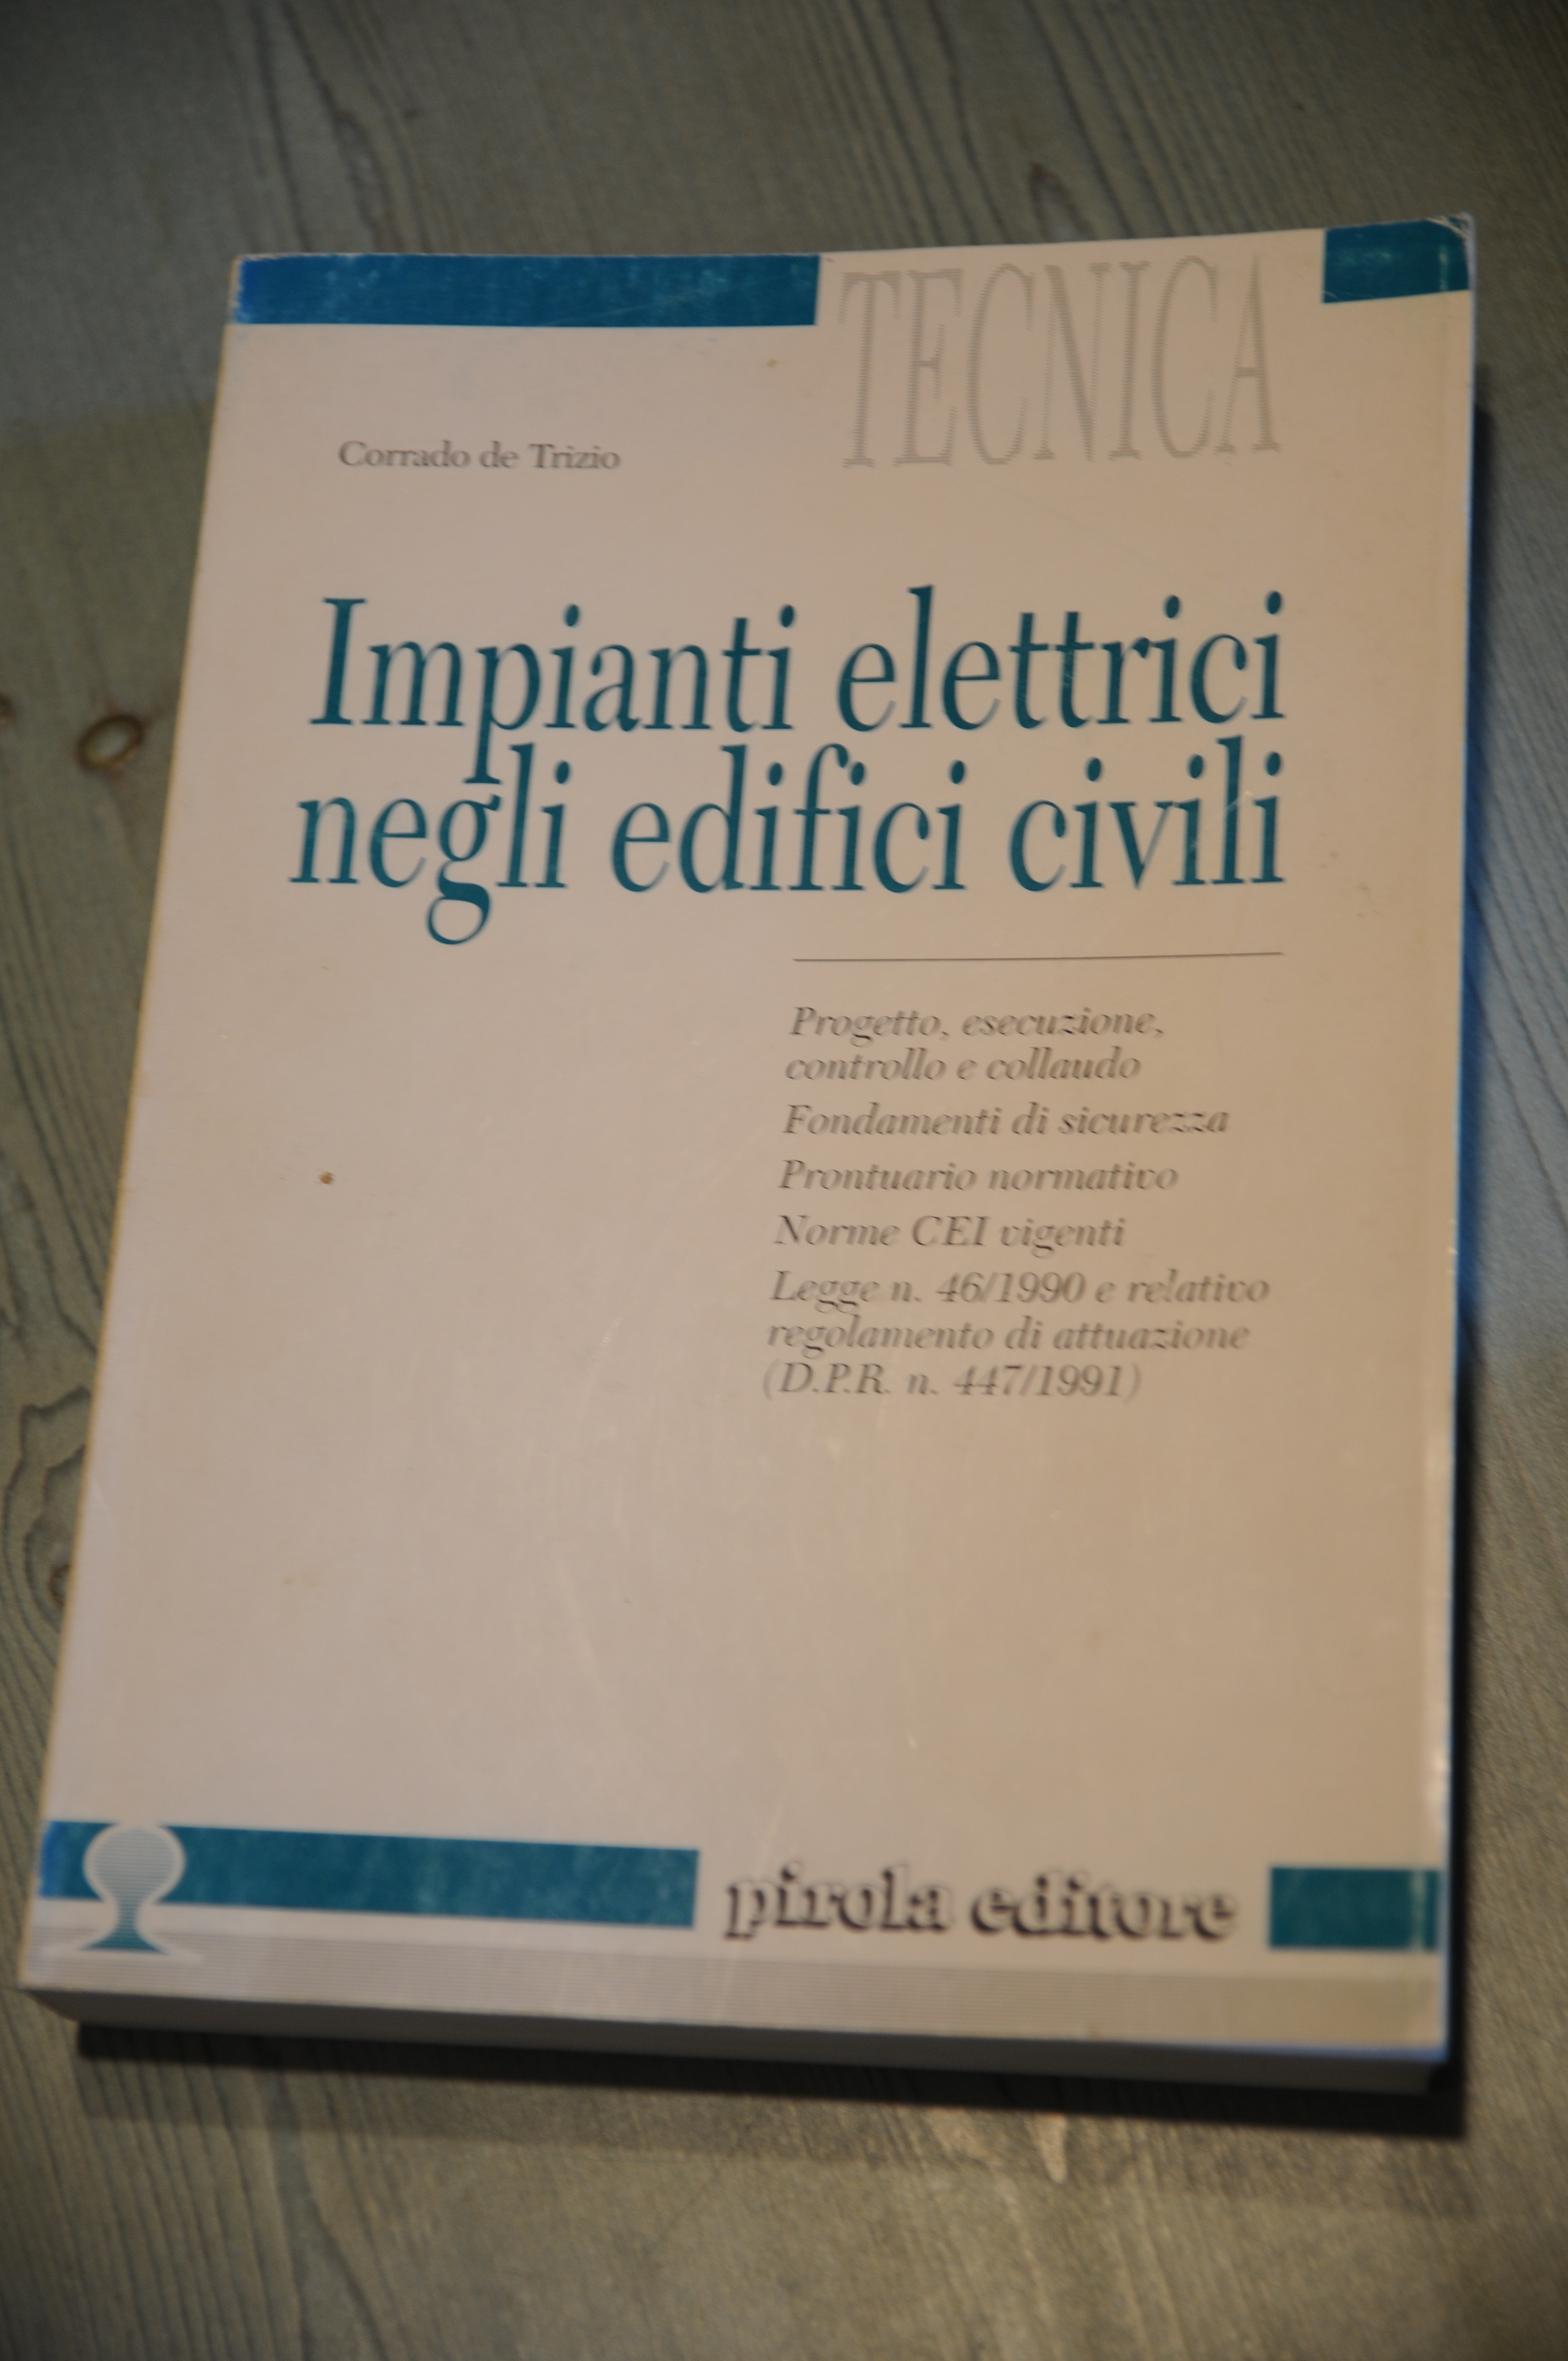 TECNICA
Corrado de Trizio
Impianti elettrici
negli edifici civili
Progetto, esecuzione,
controllo e collaudo
Fondamenti di sicurezza
Prontuario normativo
Norme CEI vigenti
Legge n. 46/1990 e relativo
regolamento di attuazione
(D.P.R. n. 447/1991)
pirola editore